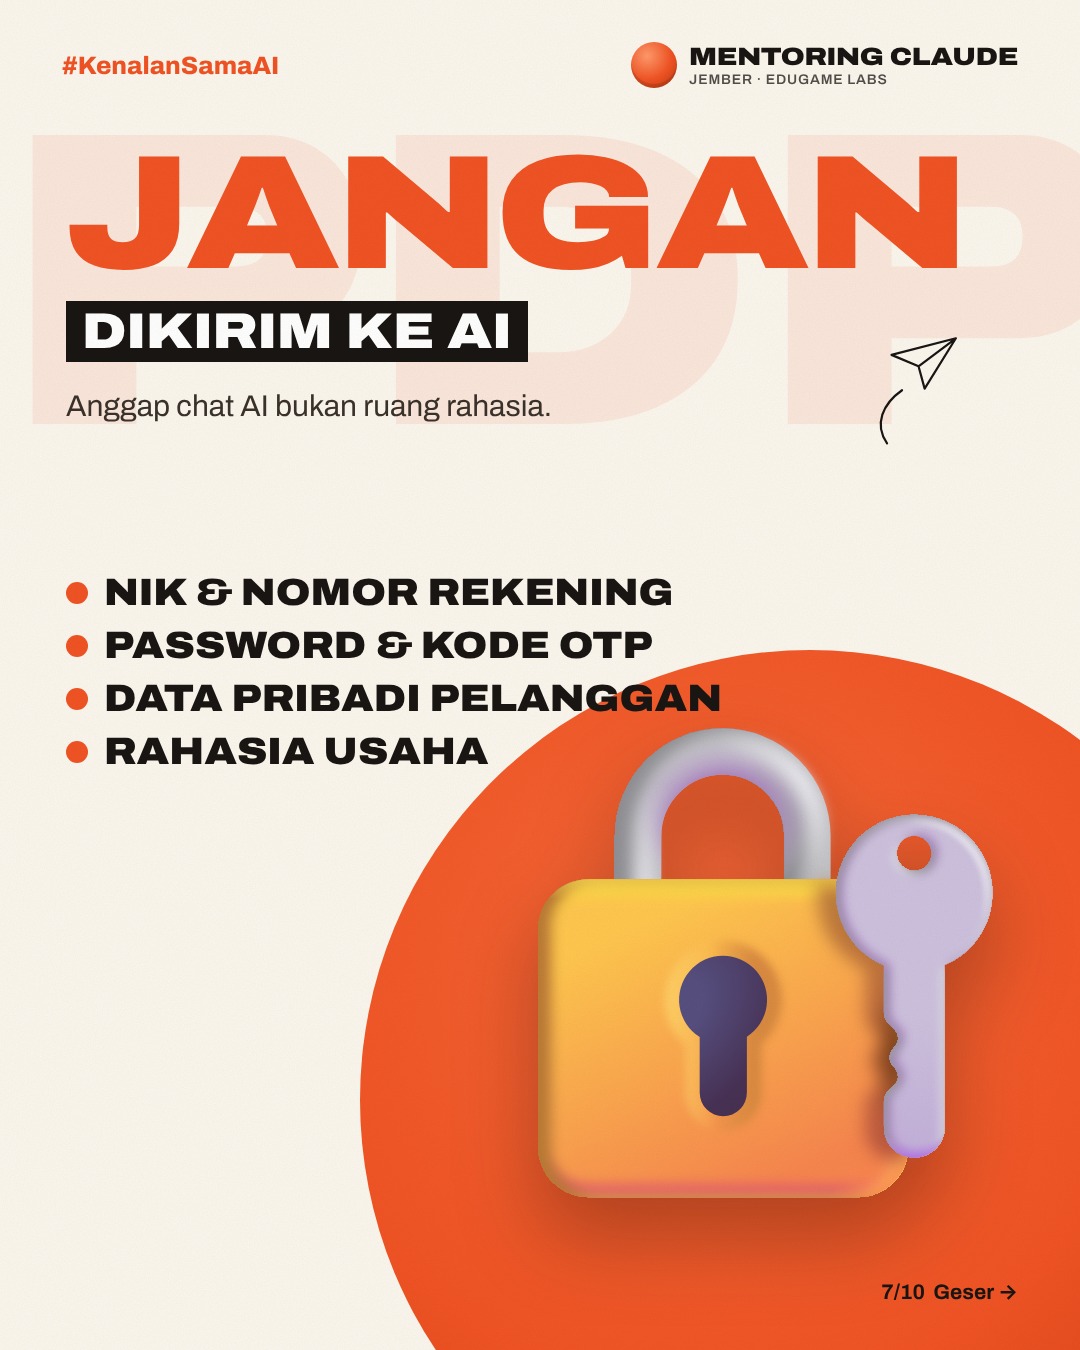 #KenalanSamaAI
MENTORING CLAUDE
JEMBER · EDUGAME LABS
PDP
JANGAN
DIKIRIM KE AI
Anggap chat AI bukan ruang rahasia.
NIK & NOMOR REKENING
PASSWORD & KODE OTP
DATA PRIBADI PELANGGAN
RAHASIA USAHA
7/10 Geser →